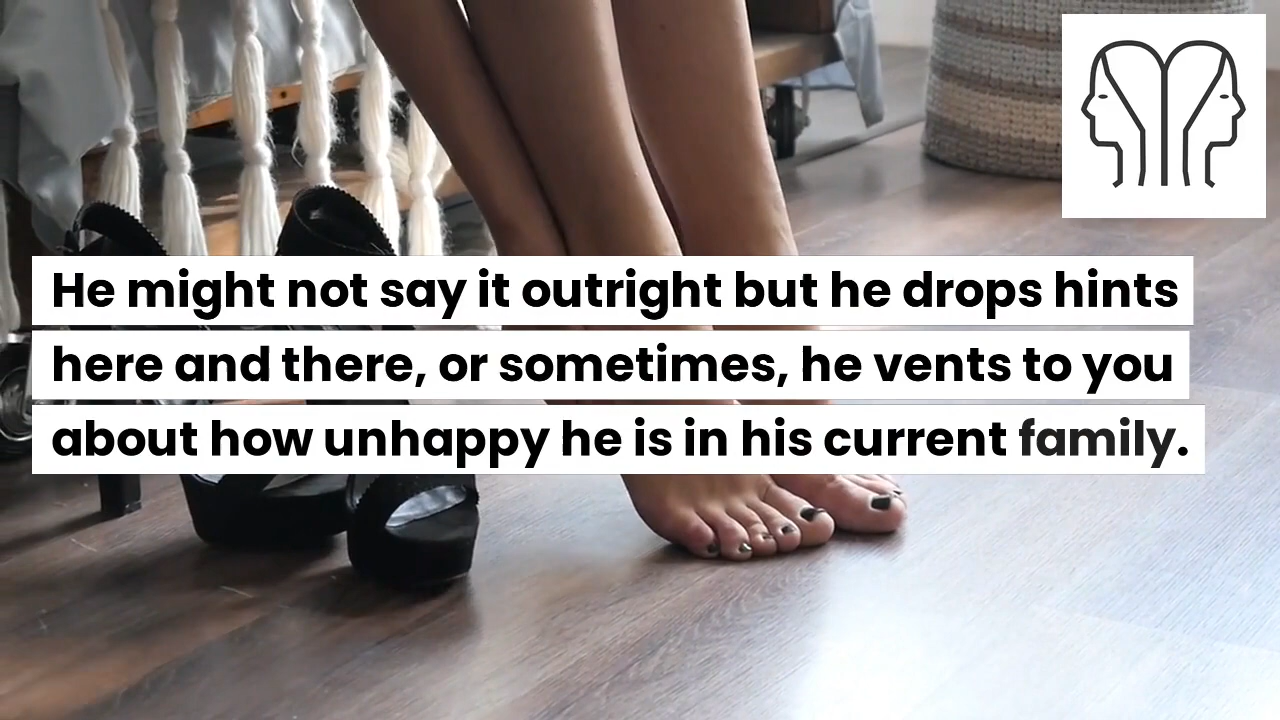 He might not say it outright but he drops hints
here and there, or sometimes, he vents to you
about how unhappy he is in his current family.